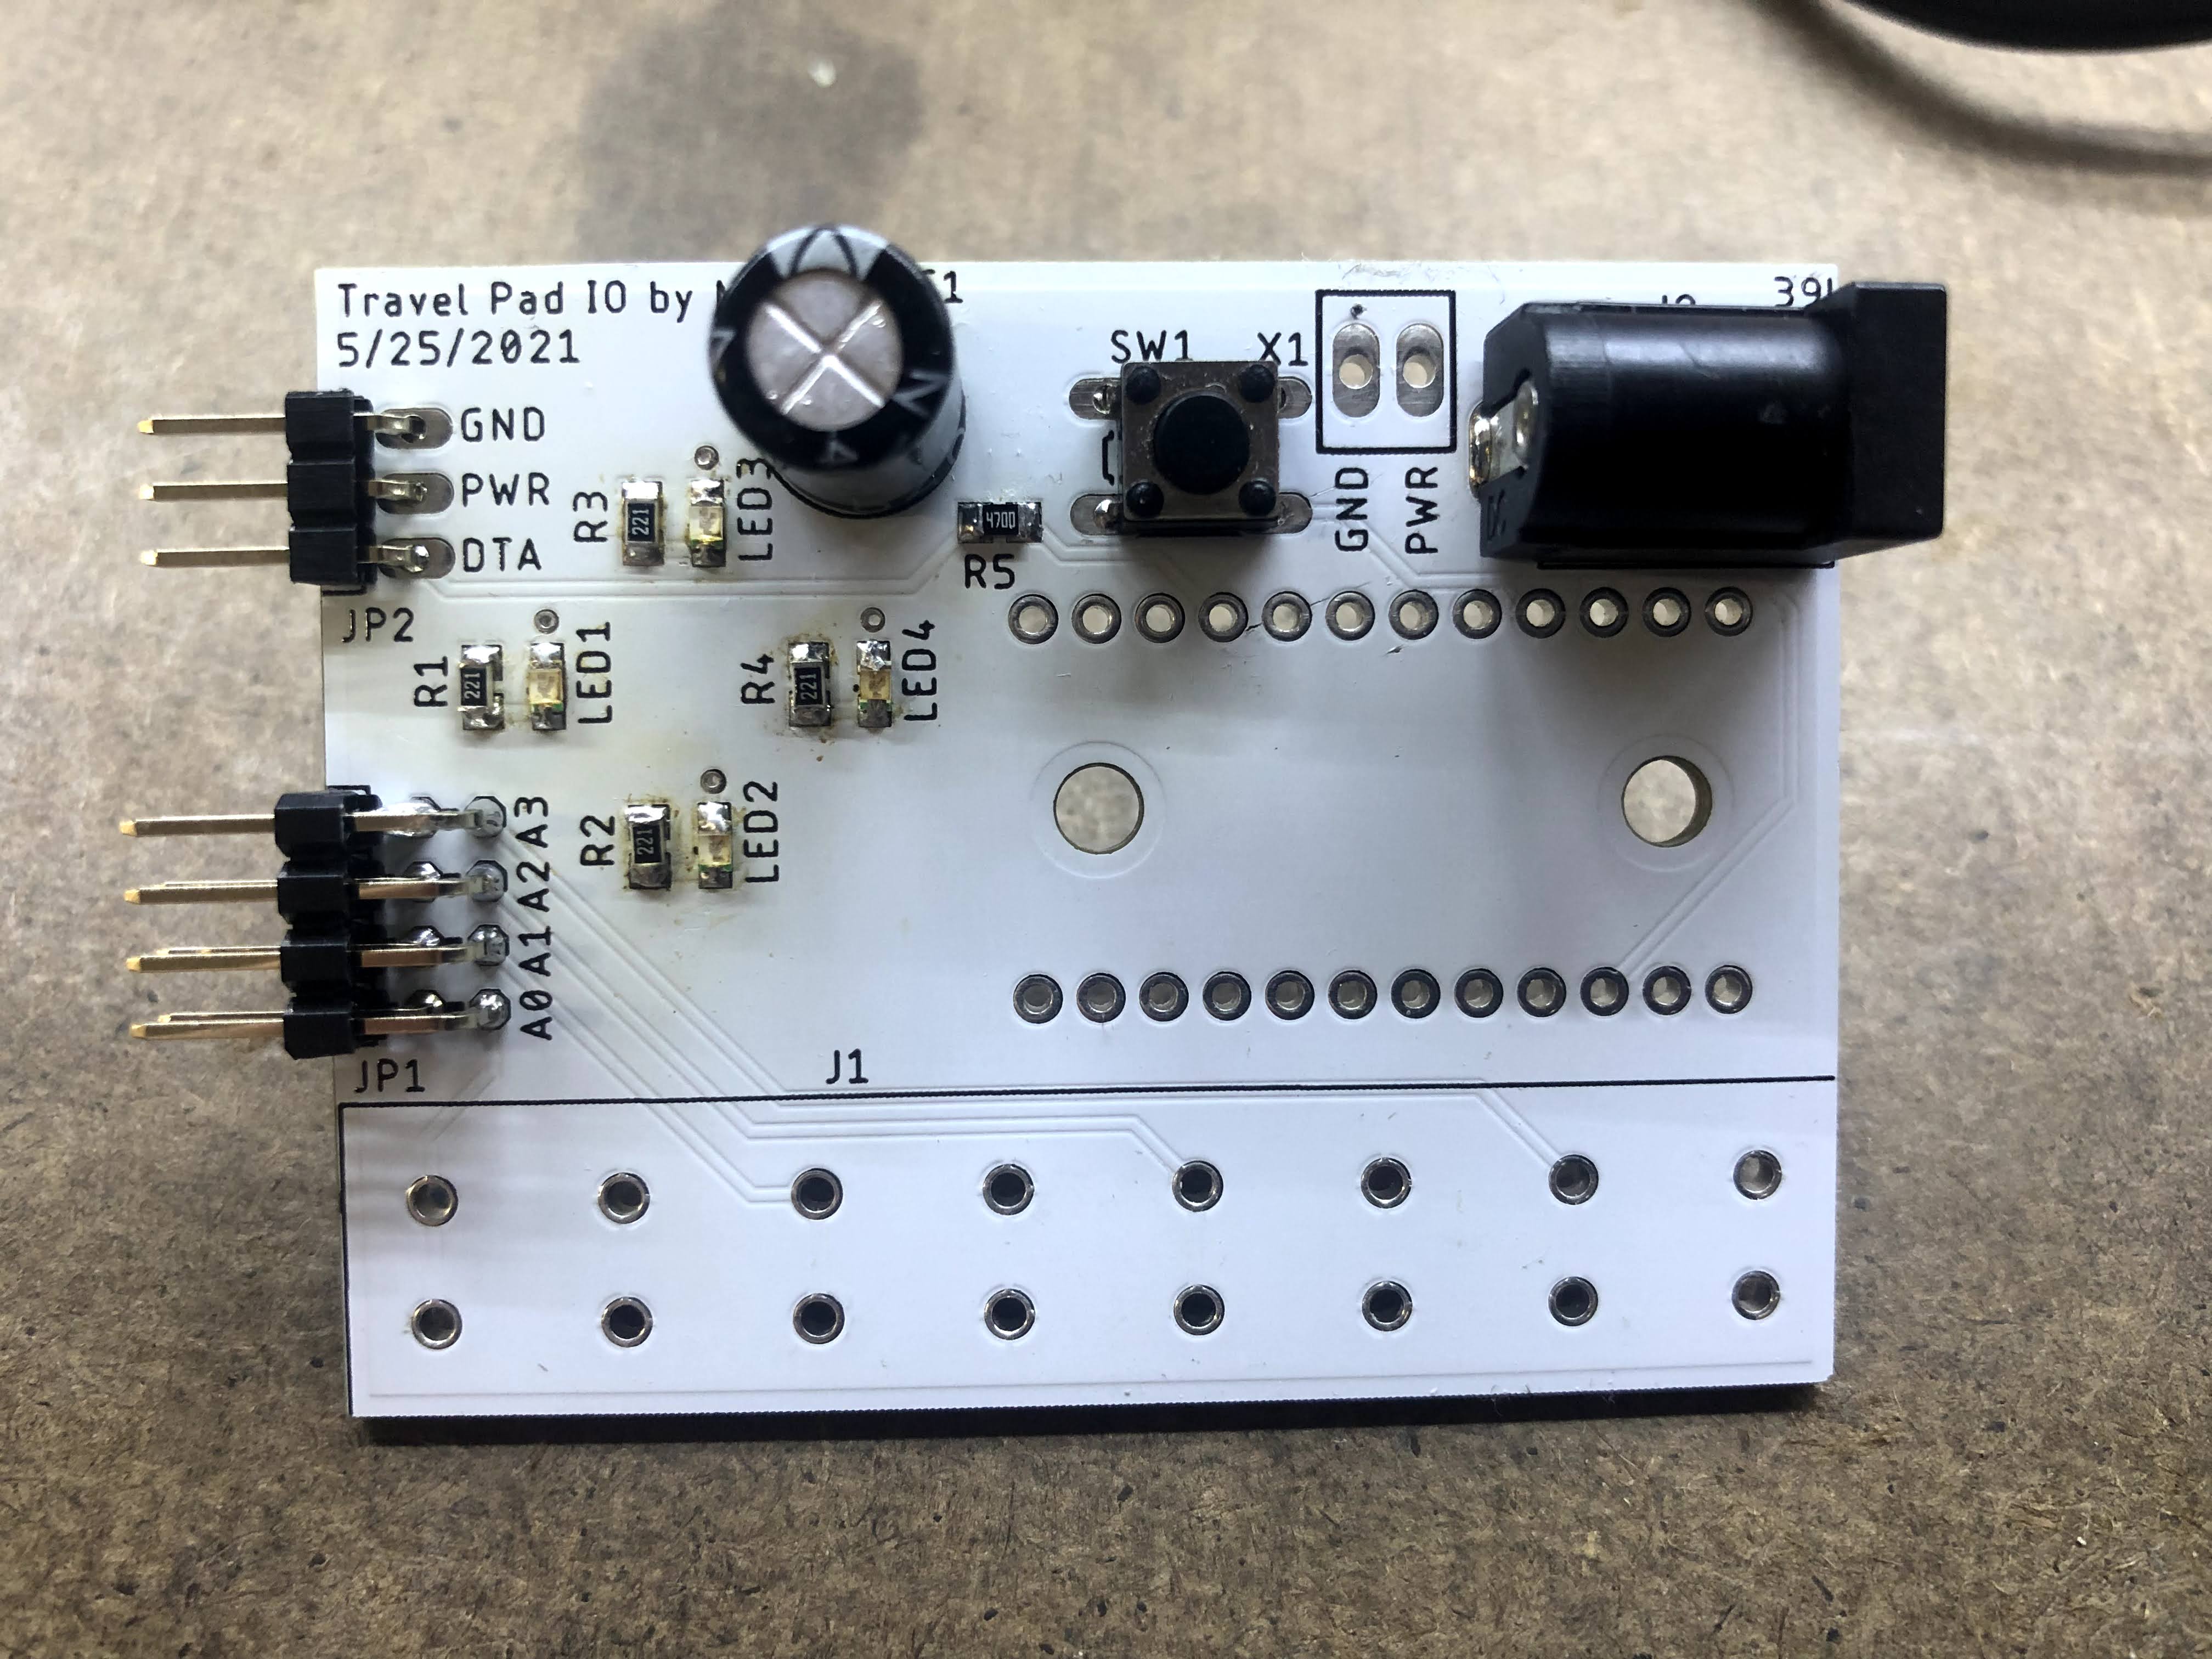 Travel Pad IO by
5/25/2021
SW1
X1
GND
PWR
GND
PWR
DTA
JP2
R3
221
LED3
4700
R5
R1
221
LED1
R4
221
LED4
R2
221
LED2
A3
A2
A1
A0
JP1
J1